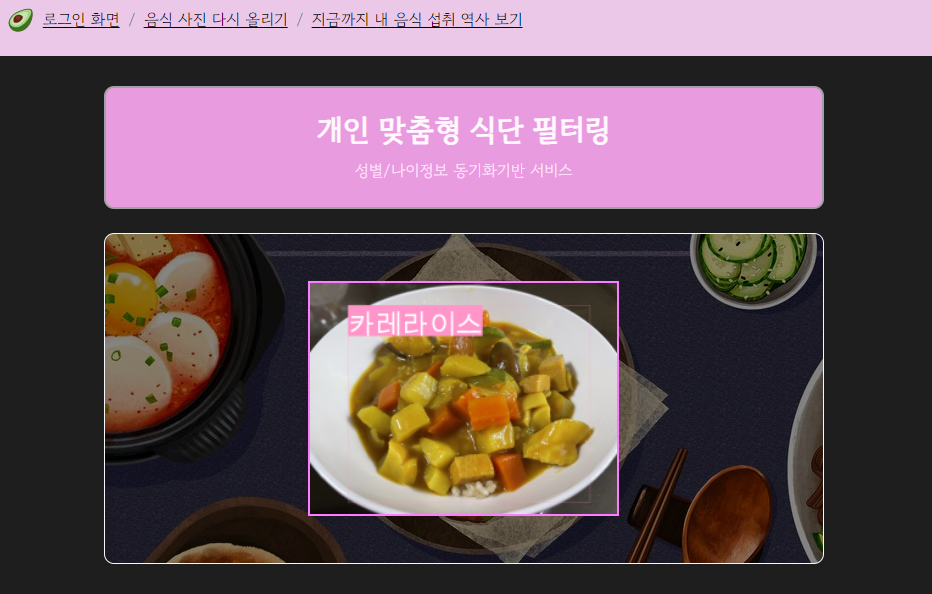 로그인 화면 / 음식 사진 다시 올리기 / 지금까지 내 음식 섭취 역사 보기
개인 맞춤형 식단 필터링
성별/나이정보 동기화기반 서비스
카레라이스